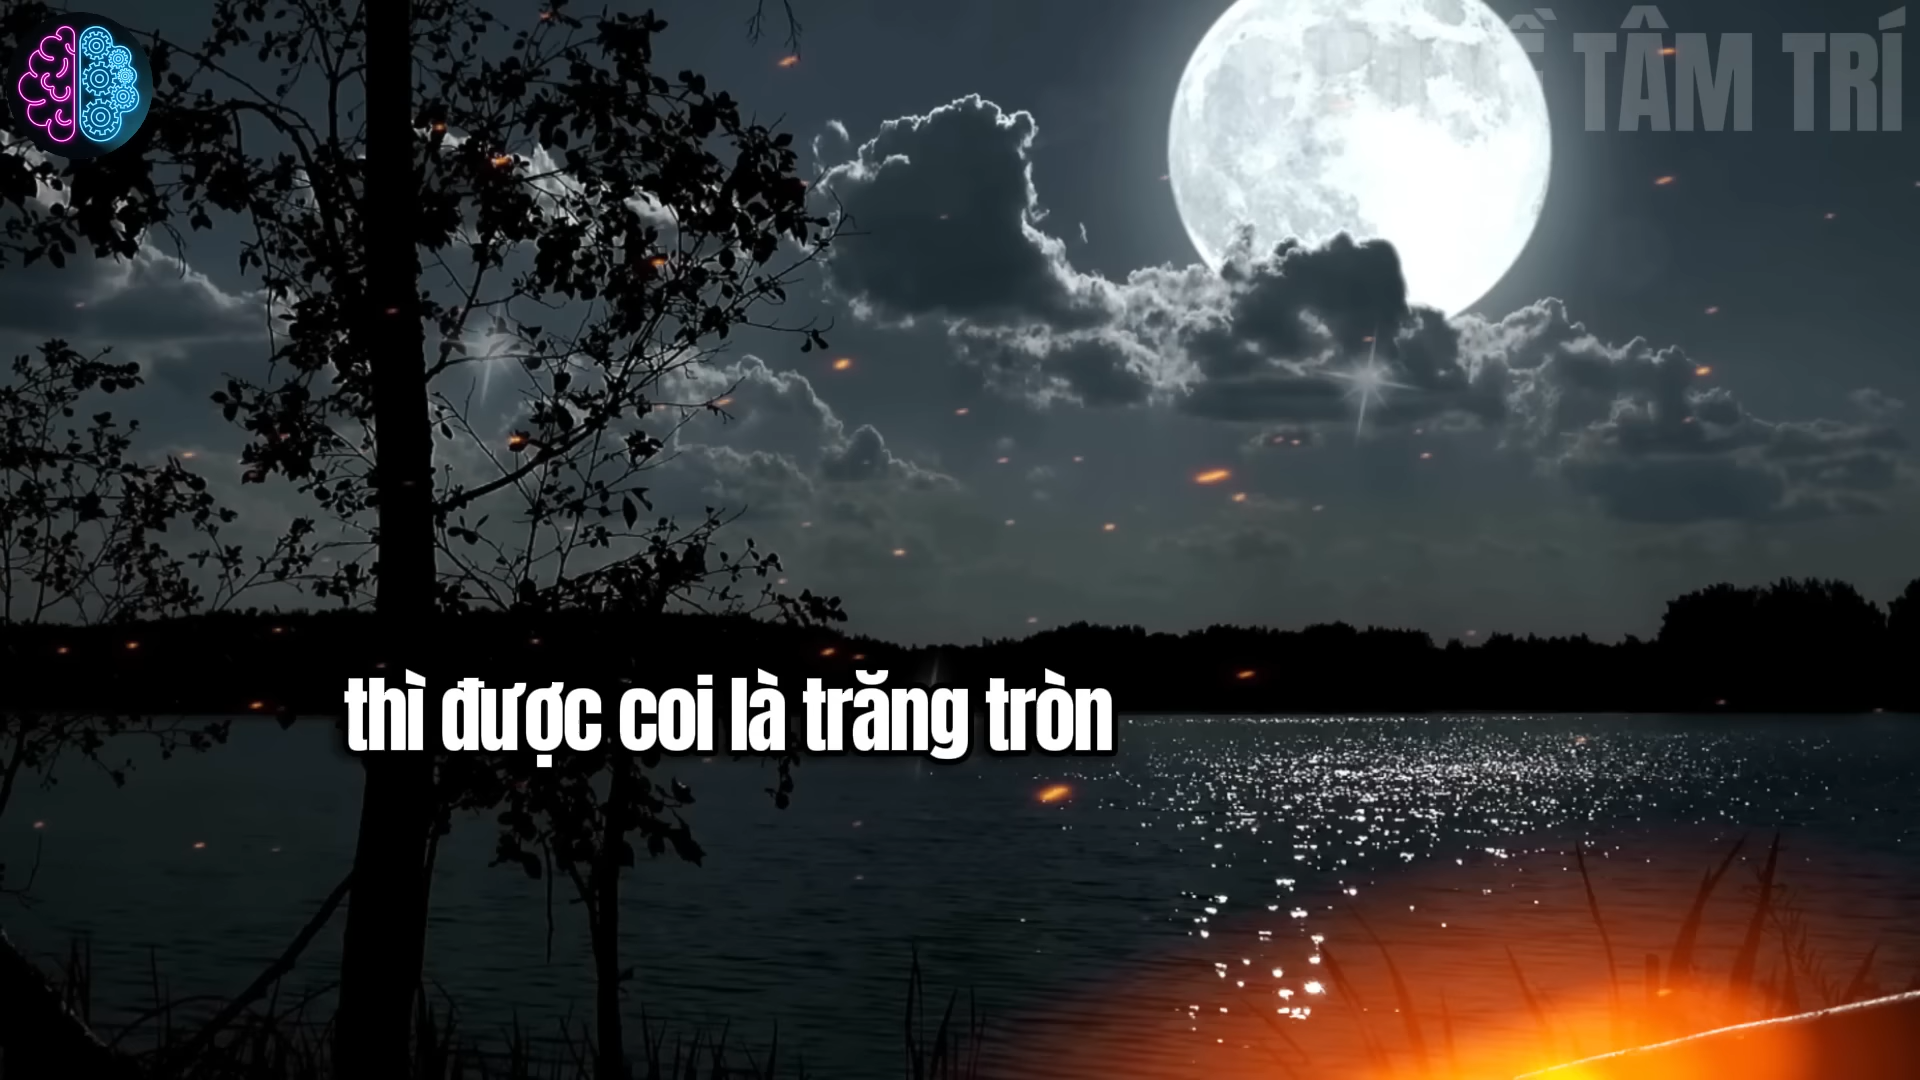 TÂM TRÍ
thì được coi là trăng tròn